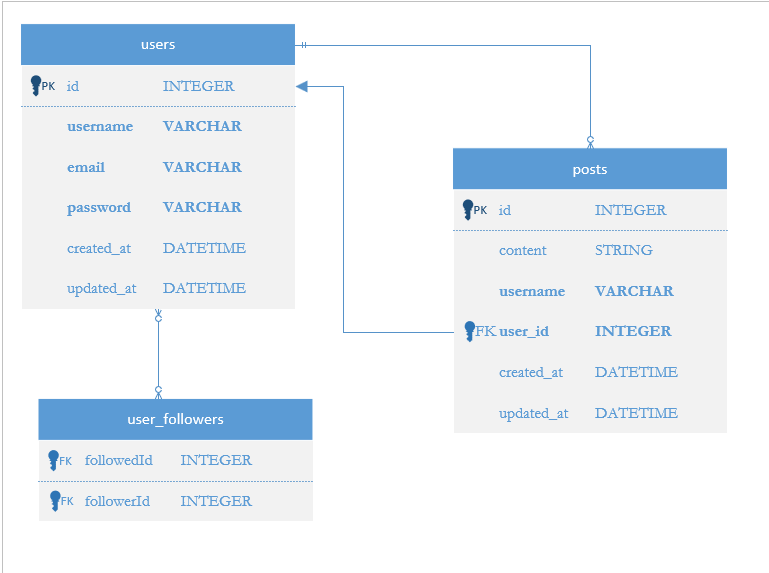 users
PK id INTEGER
username VARCHAR
email VARCHAR
password VARCHAR
created_at DATETIME
updated_at DATETIME
posts
PK id INTEGER
content STRING
username VARCHAR
FK user_id INTEGER
created_at DATETIME
updated_at DATETIME
user_followers
FK followedId INTEGER
FK followerId INTEGER